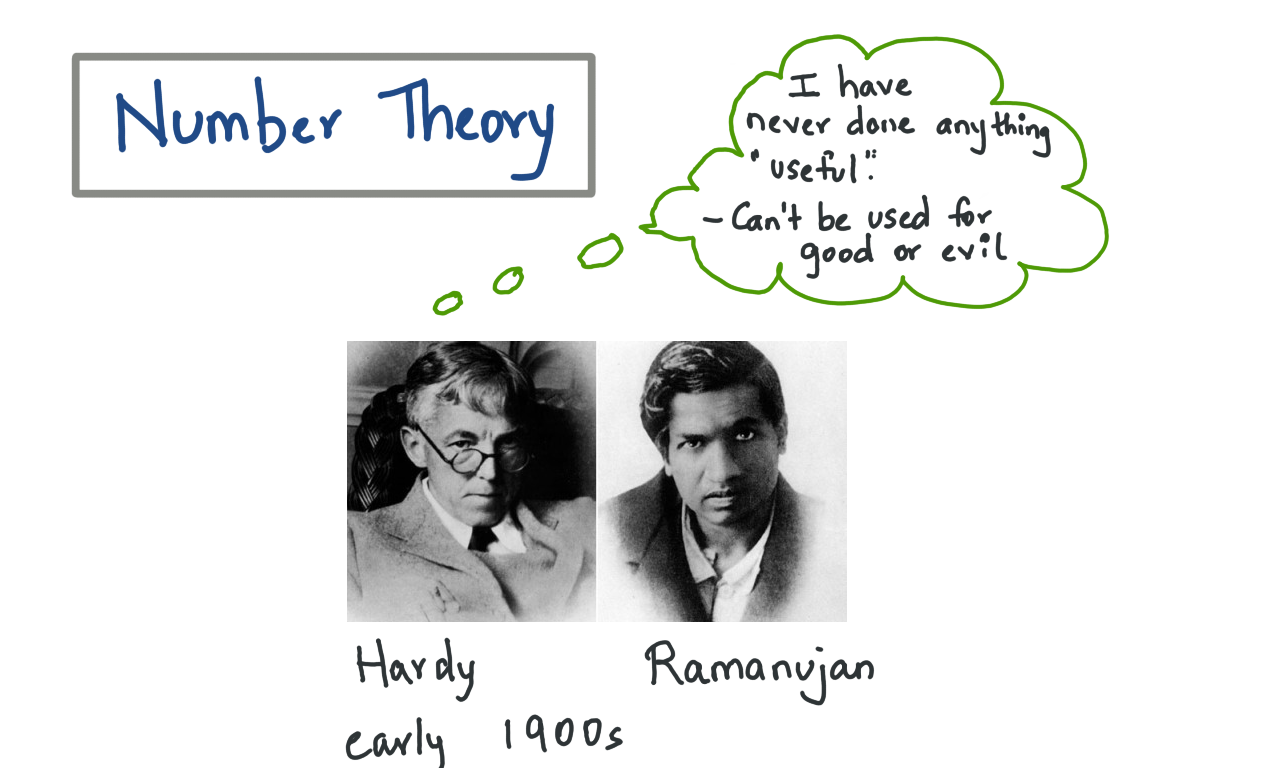 Number Theory
I have
never done anything
"useful".
- Can't be used for
good or evil
Hardy
Ramanujan
early 1900s